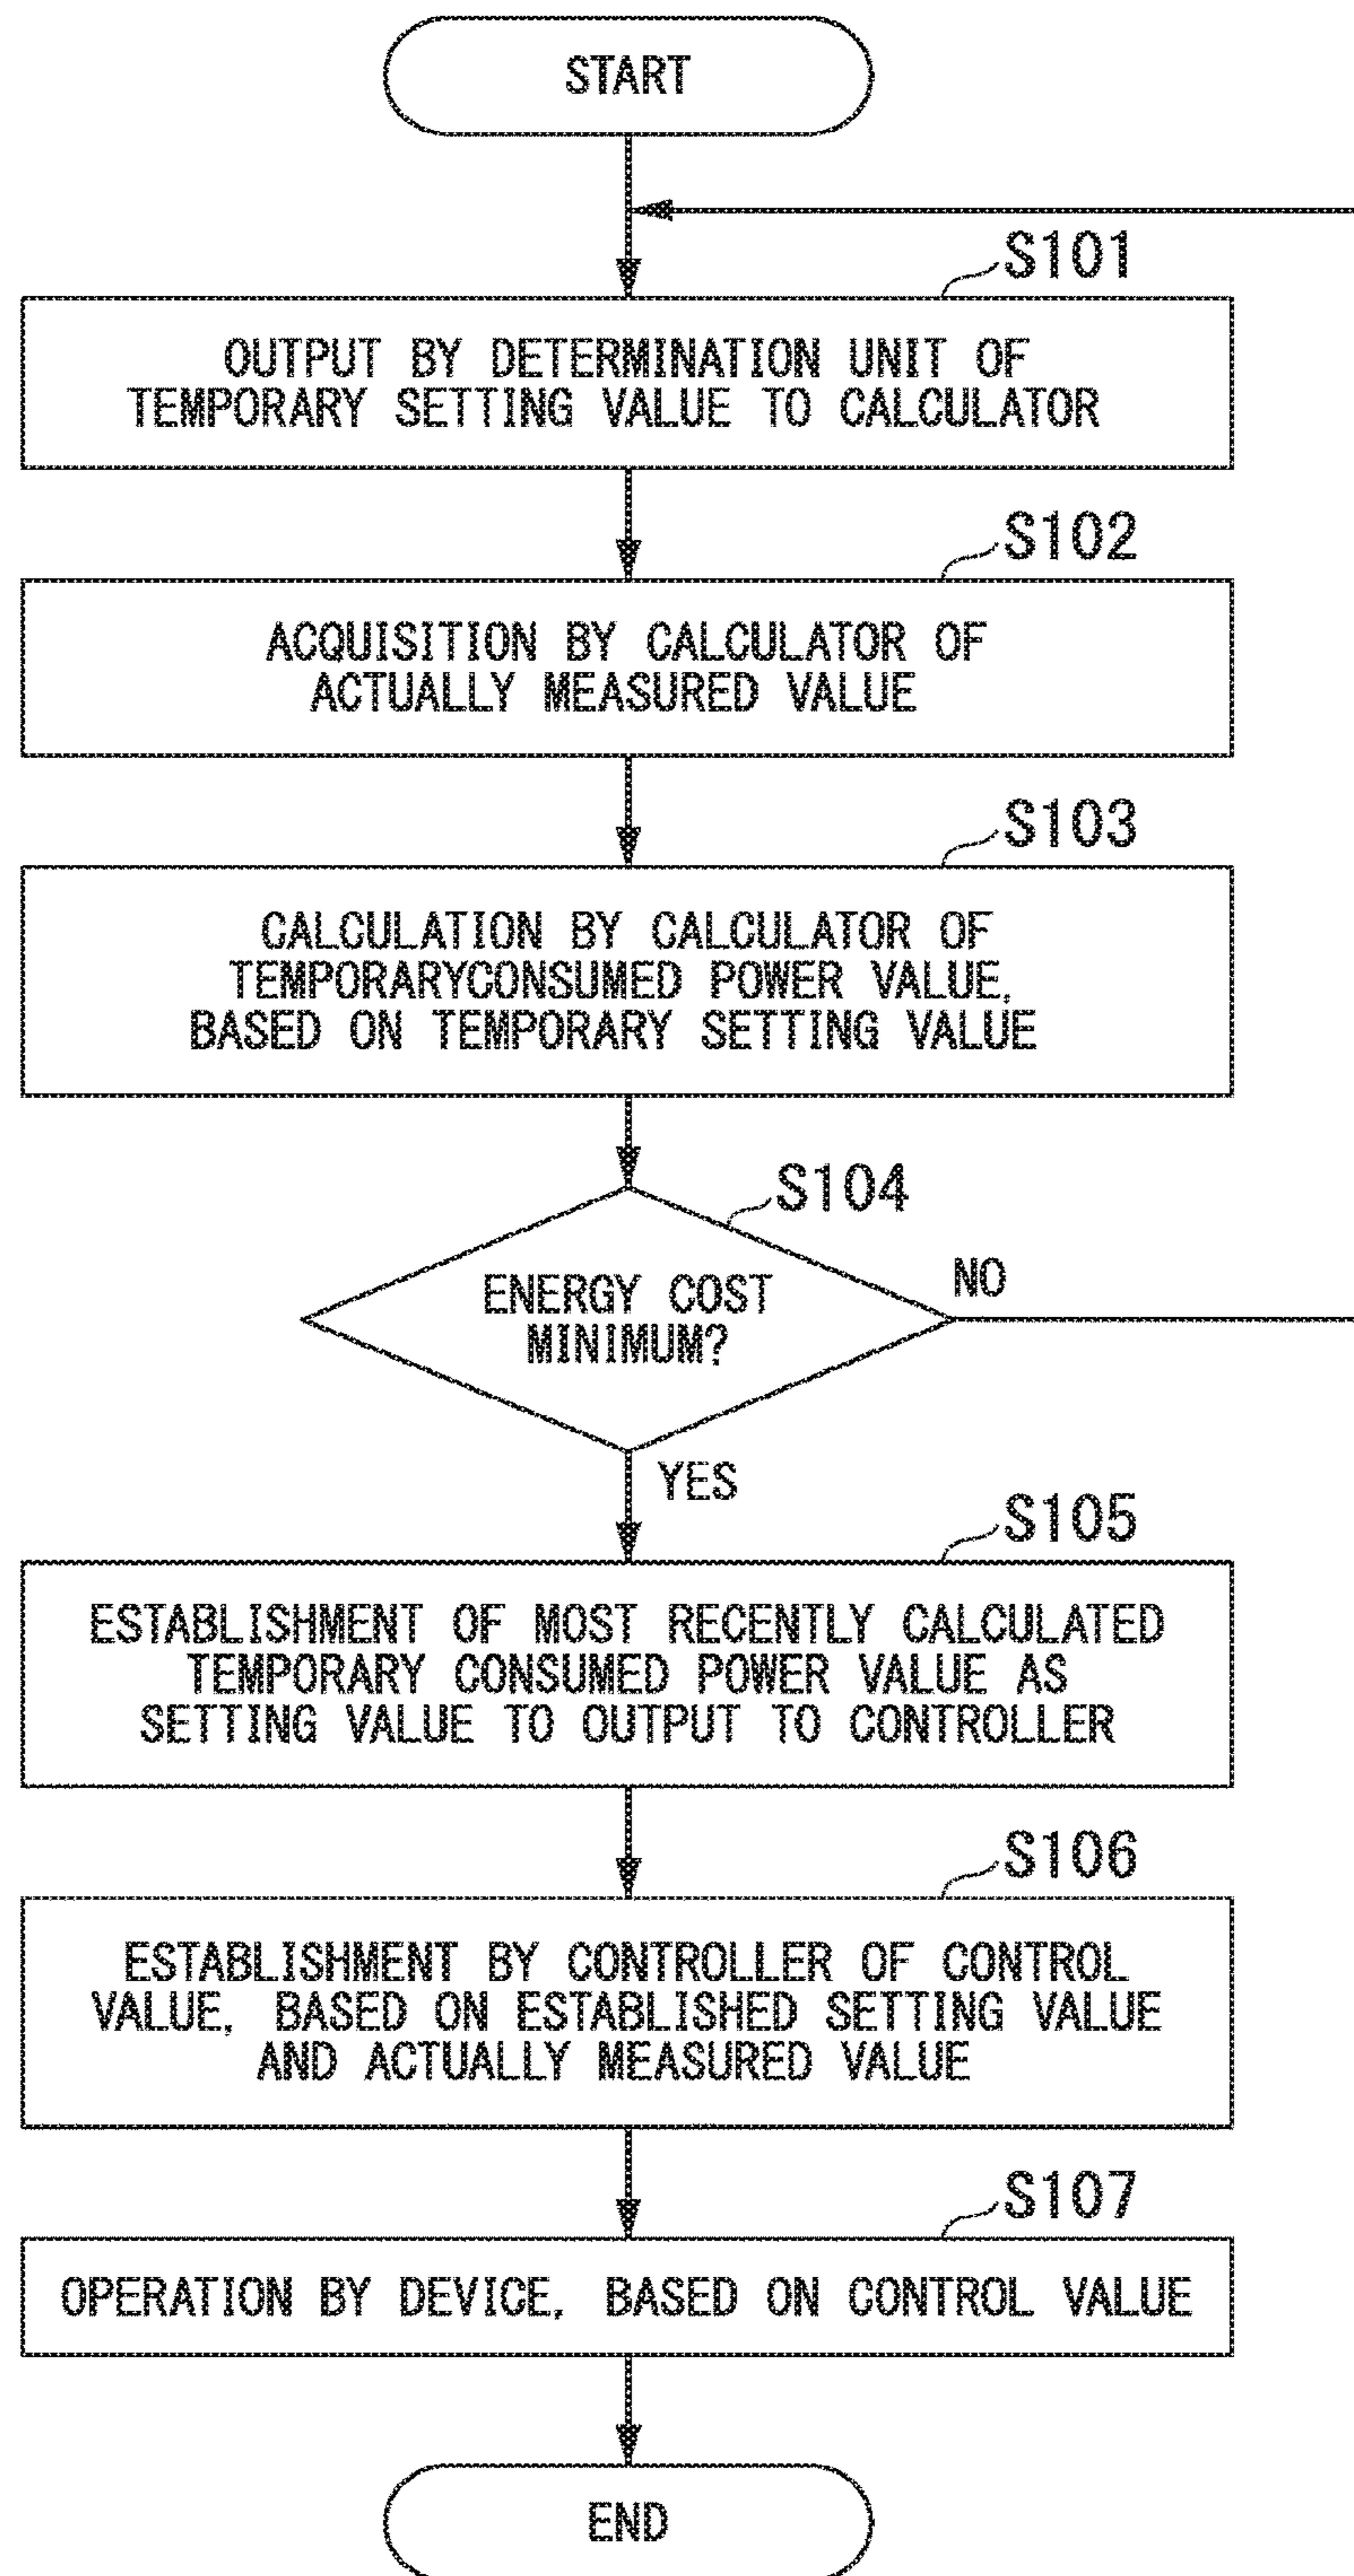 START
S101
OUTPUT BY DETERMINATION UNIT OF
TEMPORARY SETTING VALUE TO CALCULATOR
S102
ACQUISITION BY CALCULATOR OF
ACTUALLY MEASURED VALUE
S103
CALCULATION BY CALCULATOR OF
TEMPORARYCONSUMED POWER VALUE,
BASED ON TEMPORARY SETTING VALUE
S104
ENERGY COST
MINIMUM?
NO
YES
S105
ESTABLISHMENT OF MOST RECENTLY CALCULATED
TEMPORARY CONSUMED POWER VALUE AS
SETTING VALUE TO OUTPUT TO CONTROLLER
S106
ESTABLISHMENT BY CONTROLLER OF CONTROL
VALUE, BASED ON ESTABLISHED SETTING VALUE
AND ACTUALLY MEASURED VALUE
S107
OPERATION BY DEVICE, BASED ON CONTROL VALUE
END